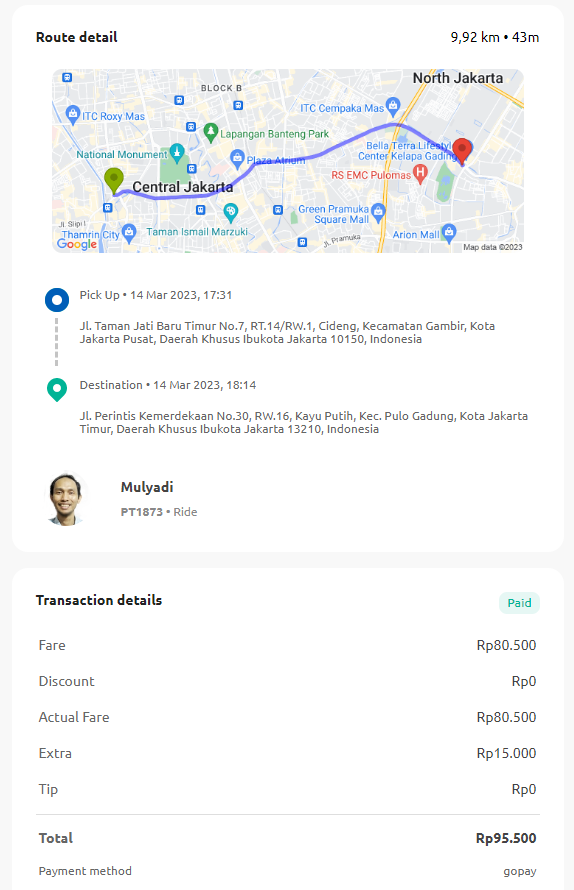 Route detail
9,92 km • 43m
North Jakarta
BLOCK B
ITC Roxy Mas
ITC Cempaka Mas
Lapangan Banteng Park
National Monument
Plaza Atrium
Bella Terra Lifestyl
Center Kelapa Gading
RS EMC Pulomas
Central Jakarta
Green Pramuka
Square Mall
Jl. Slipi I
Thamrin City
Taman Ismail Marzuki
Jl. Pramuka
Arion Mall
Google
Map data ©2023
Pick Up • 14 Mar 2023, 17:31
Jl. Taman Jati Baru Timur No.7, RT.14/RW.1, Cideng, Kecamatan Gambir, Kota
Jakarta Pusat, Daerah Khusus Ibukota Jakarta 10150, Indonesia
Destination • 14 Mar 2023, 18:14
Jl. Perintis Kemerdekaan No.30, RW.16, Kayu Putih, Kec. Pulo Gadung, Kota Jakarta
Timur, Daerah Khusus Ibukota Jakarta 13210, Indonesia
Mulyadi
PT1873 • Ride
Transaction details
Paid
Fare Rp80.500
Discount Rp0
Actual Fare Rp80.500
Extra Rp15.000
Tip Rp0
Total Rp95.500
Payment method gopay